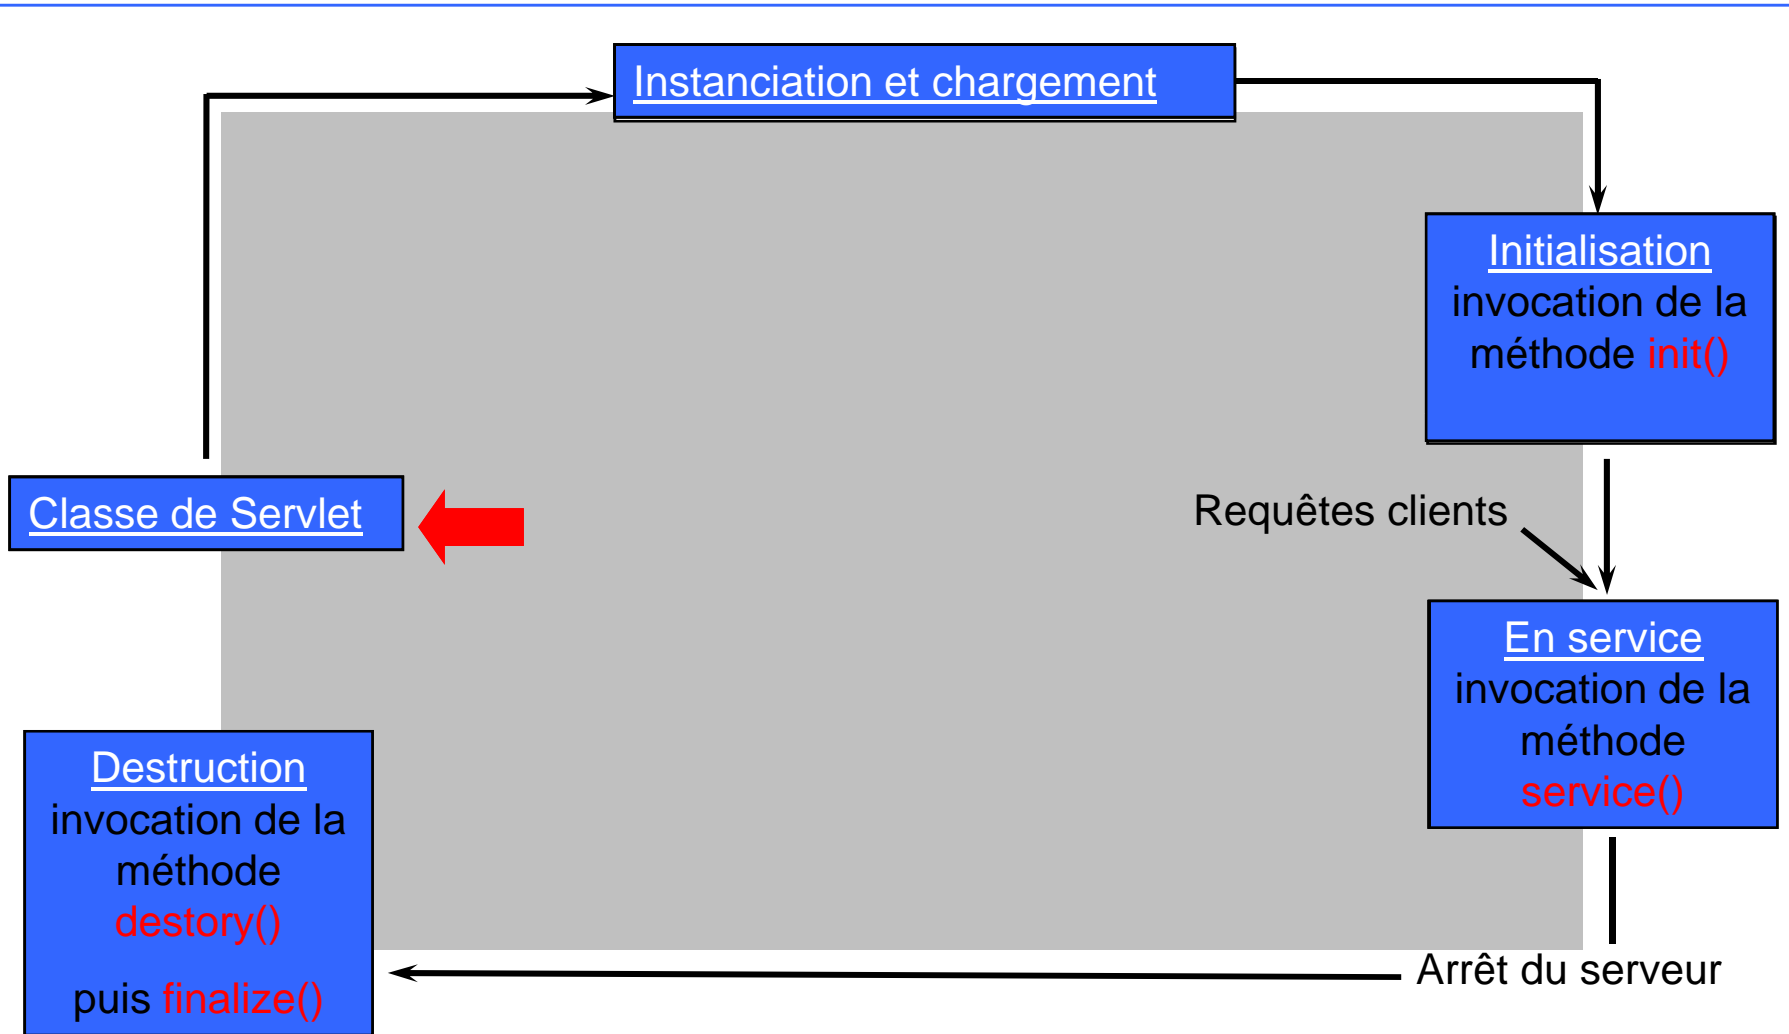 Instanciation et chargement
Initialisation
invocation de la
méthode init()
Classe de Servlet
Requêtes clients
En service
invocation de la
méthode
service()
Destruction
invocation de la
méthode
destory()
puis finalize()
Arrêt du serveur